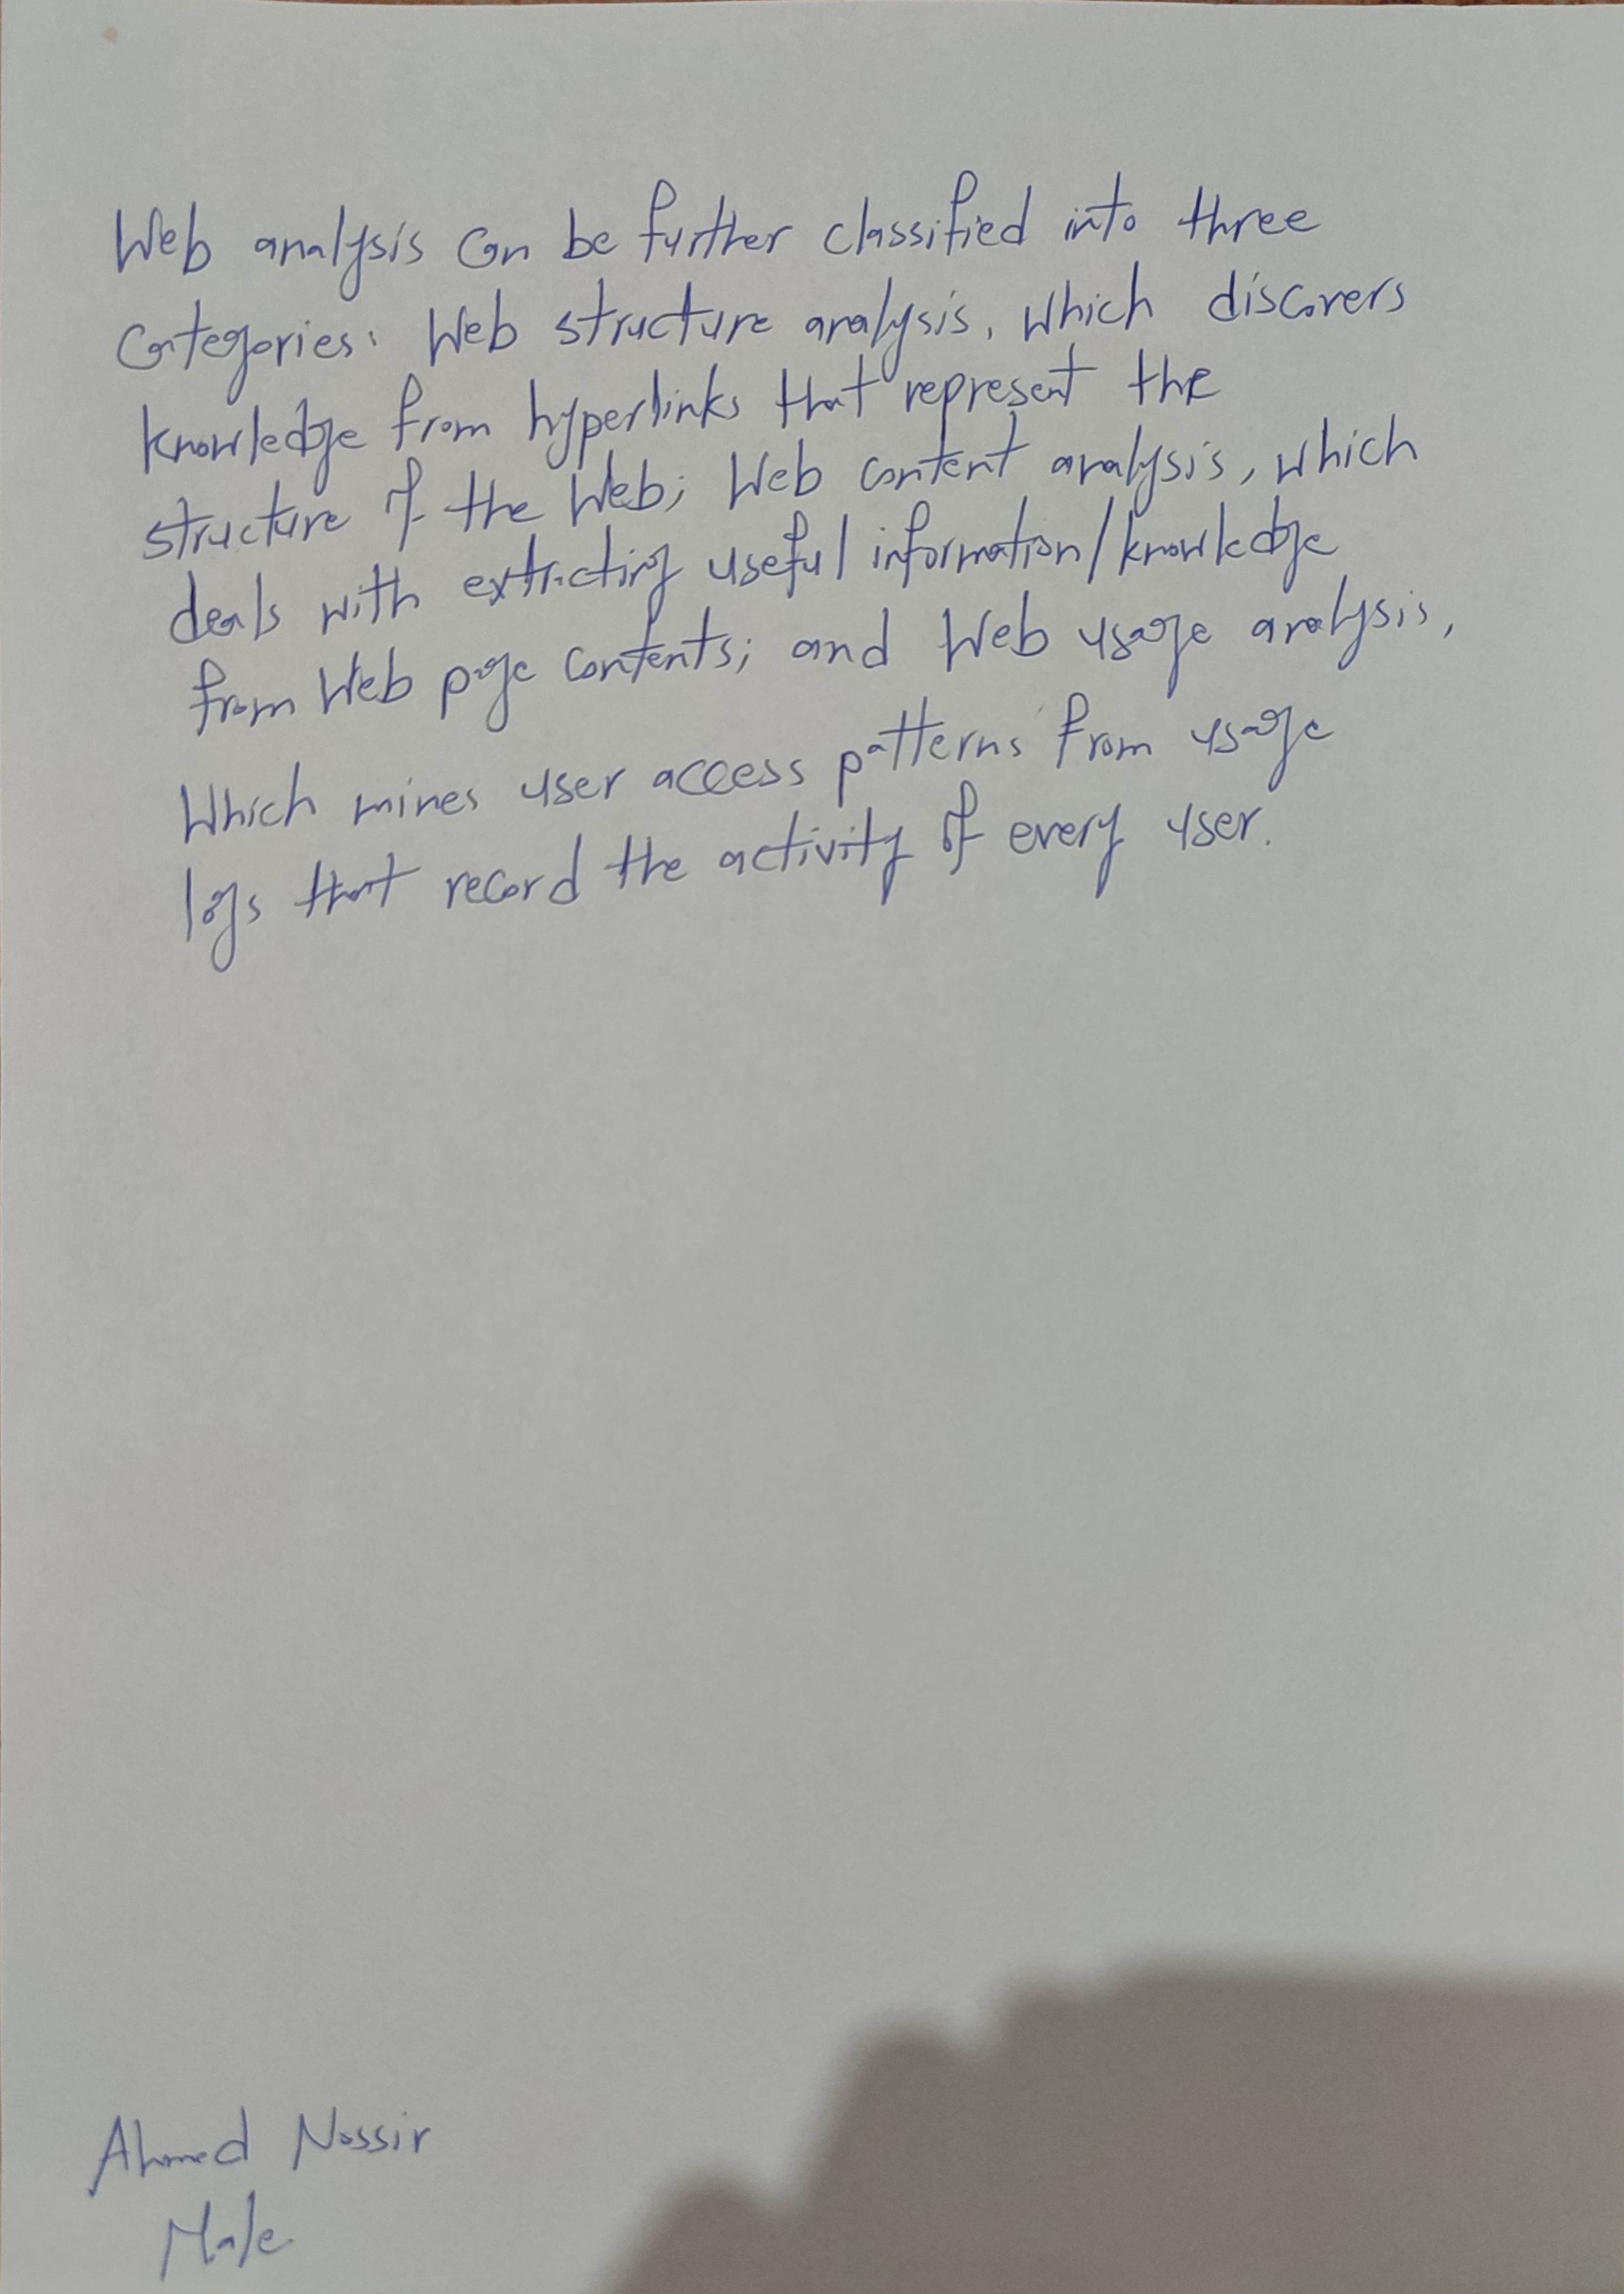 Web analysis can be further classified into three
categories: Web structure analysis, which discovers
knowledge from hyperlinks that represent the
structure of the Web; Web content analysis, which
deals with extracting useful information/knowledge
from Web page contents; and Web usage analysis,
Which mines user access patterns from usage
logs that record the activity of every user.
Ahmed Nossir
Male